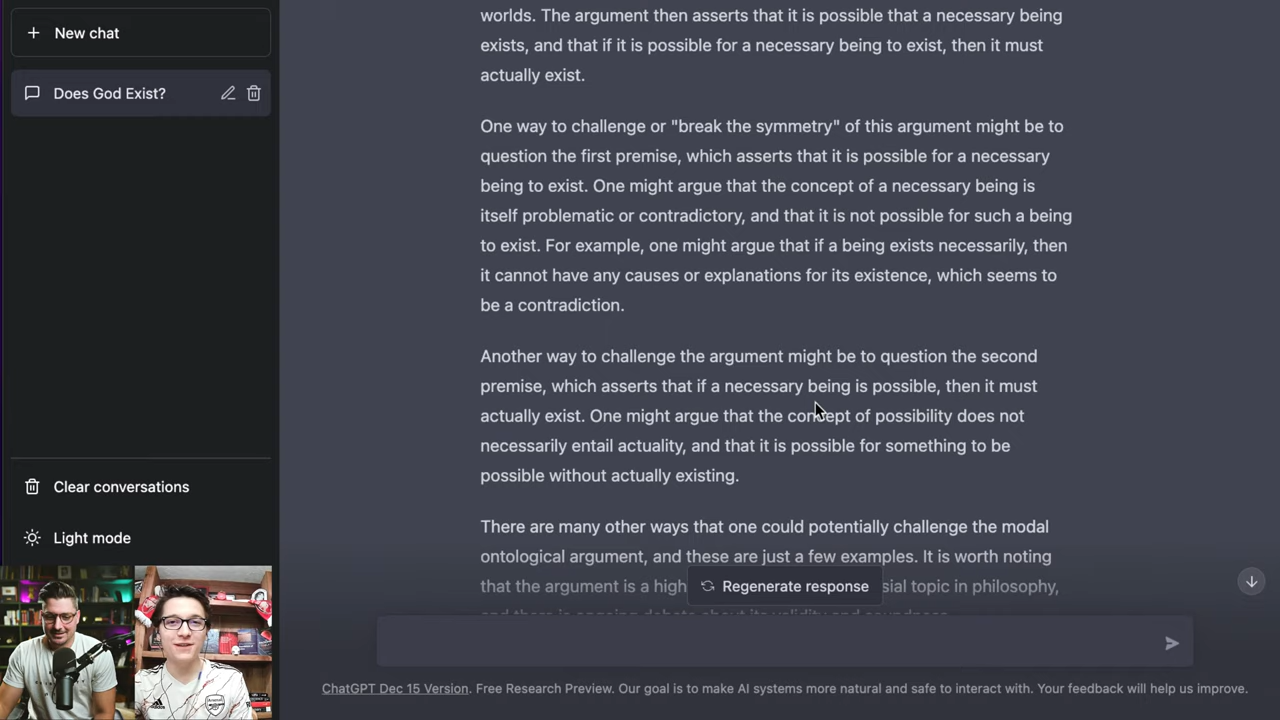 New chat
Does God Exist?
Clear conversations
Light mode
worlds. The argument then asserts that it is possible that a necessary being
exists, and that if it is possible for a necessary being to exist, then it must
actually exist.
One way to challenge or "break the symmetry" of this argument might be to
question the first premise, which asserts that it is possible for a necessary
being to exist. One might argue that the concept of a necessary being is
itself problematic or contradictory, and that it is not possible for such a being
to exist. For example, one might argue that if a being exists necessarily, then
it cannot have any causes or explanations for its existence, which seems to
be a contradiction.
Another way to challenge the argument might be to question the second
premise, which asserts that if a necessary being is possible, then it must
actually exist. One might argue that the concept of possibility does not
necessarily entail actuality, and that it is possible for something to be
possible without actually existing.
There are many other ways that one could potentially challenge the modal
ontological argument, and these are just a few examples. It is worth noting
that the argument is a high sial topic in philosophy,
Regenerate response
ChatGPT Dec 15 Version. Free Research Preview. Our goal is to make AI systems more natural and safe to interact with. Your feedback will help us improve.